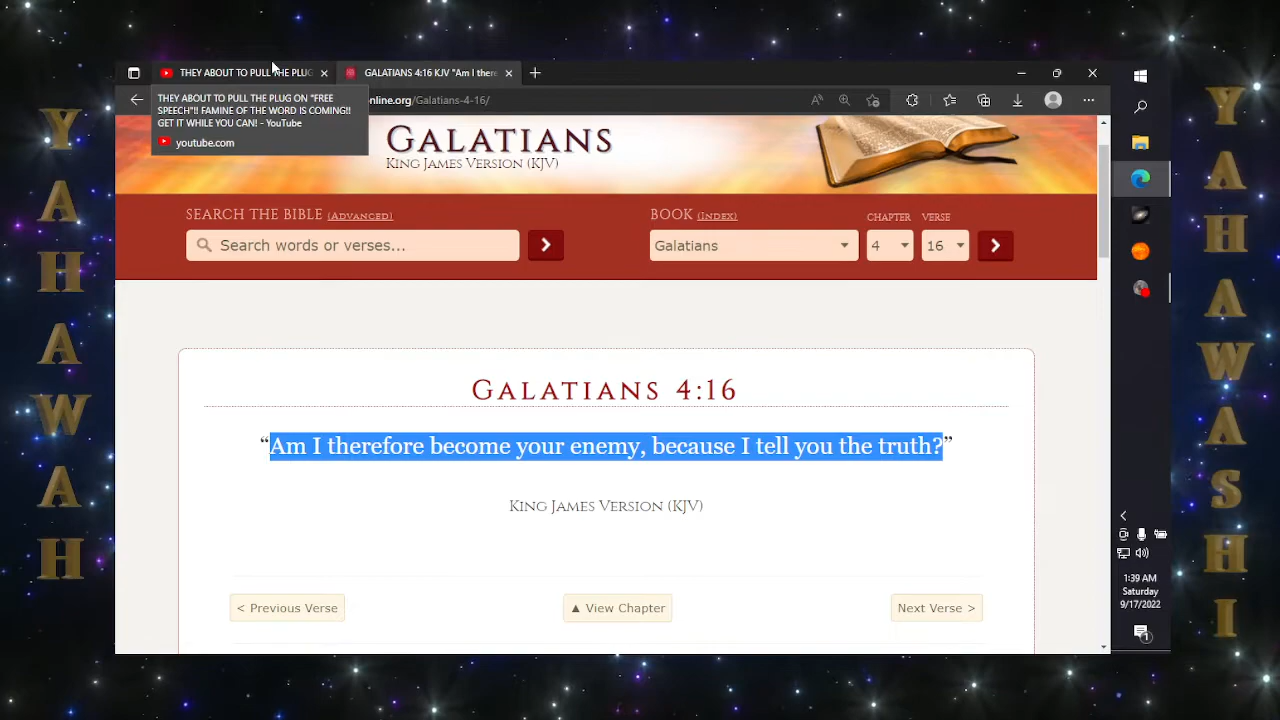 YAHAWAH
THEY ABOUT TO PULL THE PLUG
GALATIANS 4:16 KJV "Am I there
THEY ABOUT TO PULL THE PLUG ON "FREE
SPEECH"!! FAMINE OF THE WORD IS COMING!!
GET IT WHILE YOU CAN! - YouTube
youtube.com
nline.org/Galatians-4-16/
GALATIANS
KING JAMES VERSION (KJV)
SEARCH THE BIBLE (ADVANCED)
Search words or verses...
BOOK (INDEX)
CHAPTER
VERSE
Galatians
4
16
GALATIANS 4:16
“Am I therefore become your enemy, because I tell you the truth?”
KING JAMES VERSION (KJV)
< Previous Verse
▲ View Chapter
Next Verse >
1:39 AM
Saturday
9/17/2022
1
YAHAWASHI